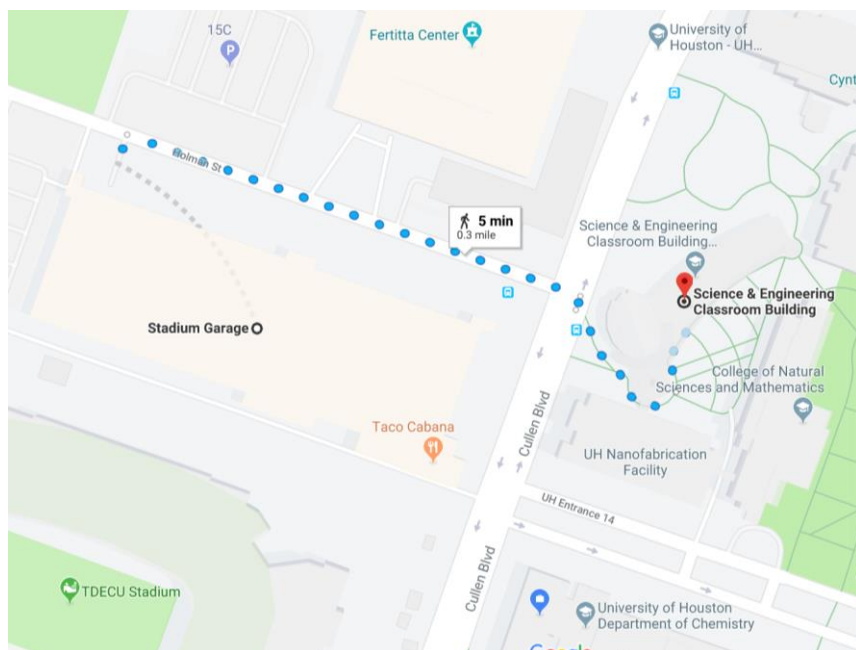 15C
P
Fertitta Center
University of
Houston - UH...
Cynt
Holman St
5 min
0.3 mile
Science & Engineering
Classroom Building...
Science & Engineering
Classroom Building
Stadium Garage
College of Natural
Sciences and Mathematics
Taco Cabana
Cullen Blvd
UH Nanofabrication
Facility
UH Entrance 14
TDECU Stadium
Cullen Blvd
University of Houston
Department of Chemistry
Google